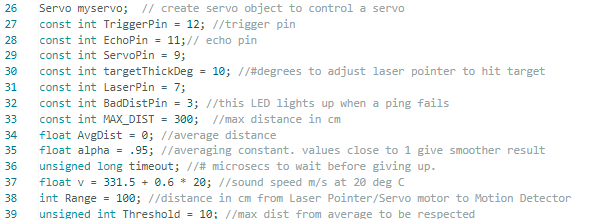 26 Servo myservo;  // create servo object to control a servo
27 const int TriggerPin = 12; //trigger pin
28 const int EchoPin = 11;// echo pin
29 const int ServoPin = 9;
30 const int targetThickDeg = 10; //#degrees to adjust laser pointer to hit target
31 const int LaserPin = 7;
32 const int BadDistPin = 3; //this LED lights up when a ping fails
33 const int MAX_DIST = 300;  //max distance in cm
34 float AvgDist = 0; //average distance
35 float alpha = .95; //averaging constant. values close to 1 give smoother result
36 unsigned long timeout; //# microsecs to wait before giving up.
37 float v = 331.5 + 0.6 * 20; //sound speed m/s at 20 deg C
38 int Range = 100; //distance in cm from Laser Pointer/Servo motor to Motion Detector
39 unsigned int Threshold = 10; //max dist from average to be respected